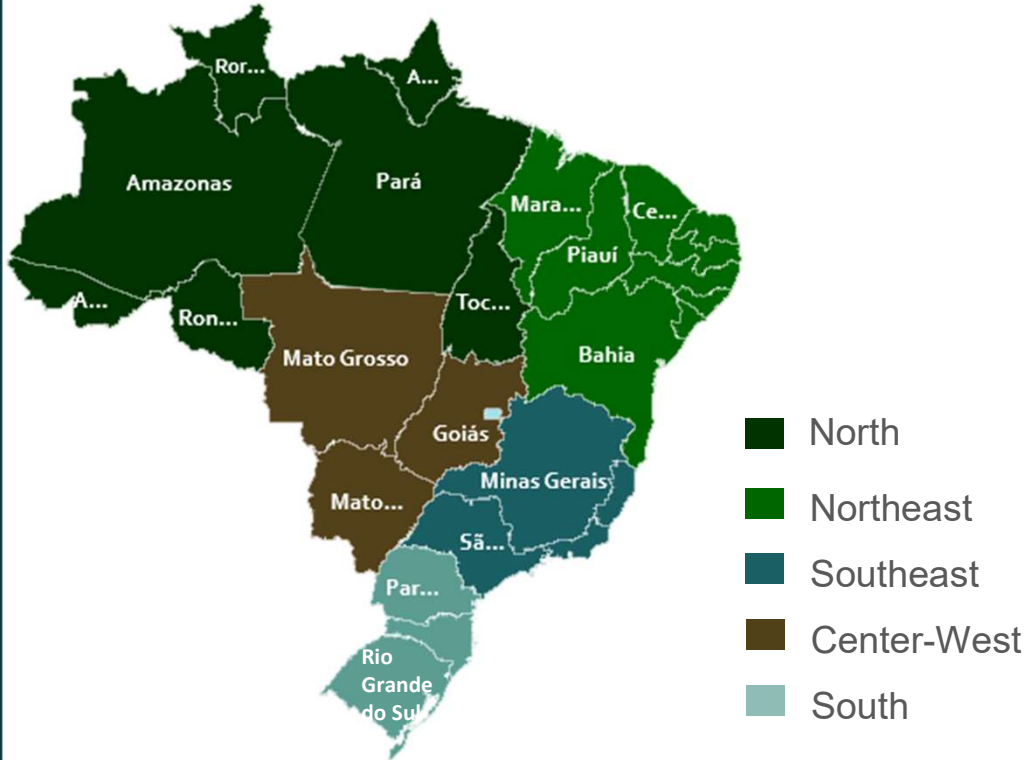 Ror...
A...
Amazonas
Pará
Mara...
Ce...
Piauí
A...
Ron...
Toc...
Mato Grosso
Bahia
Goiás
Minas Gerais
Mato...
Sã...
Par...
Rio
Grande
do Sul
North
Northeast
Southeast
Center-West
South